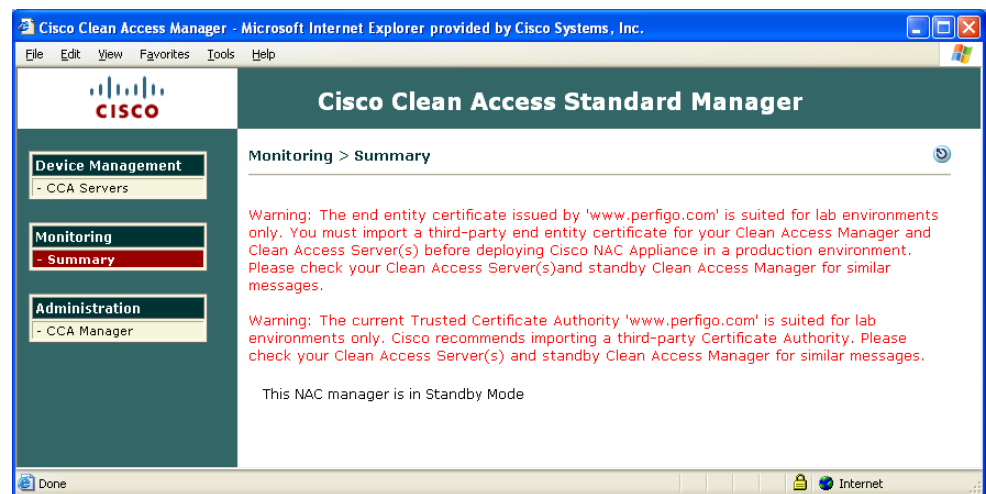 Cisco Clean Access Manager - Microsoft Internet Explorer provided by Cisco Systems, Inc.
File Edit View Favorites Tools Help
CISCO
Cisco Clean Access Standard Manager
Device Management
- CCA Servers
Monitoring
- Summary
Administration
- CCA Manager
Monitoring > Summary
Warning: The end entity certificate issued by 'www.perfigo.com' is suited for lab environments
only. You must import a third-party end entity certificate for your Clean Access Manager and
Clean Access Server(s) before deploying Cisco NAC Appliance in a production environment.
Please check your Clean Access Server(s)and standby Clean Access Manager for similar
messages.
Warning: The current Trusted Certificate Authority 'www.perfigo.com' is suited for lab
environments only. Cisco recommends importing a third-party Certificate Authority. Please
check your Clean Access Server(s) and standby Clean Access Manager for similar messages.
This NAC manager is in Standby Mode
Done
Internet